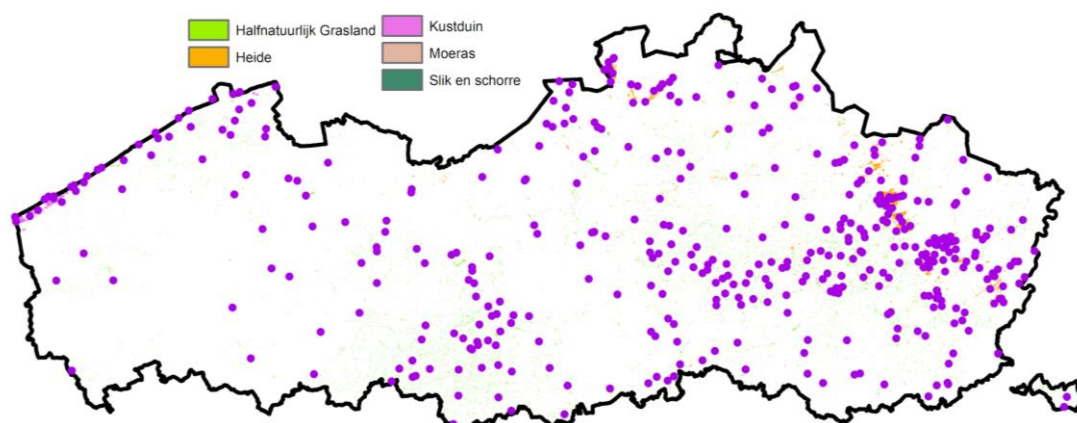 Halfnatuurlijk Grasland
Heide
Kustduin
Moeras
Slik en schorre